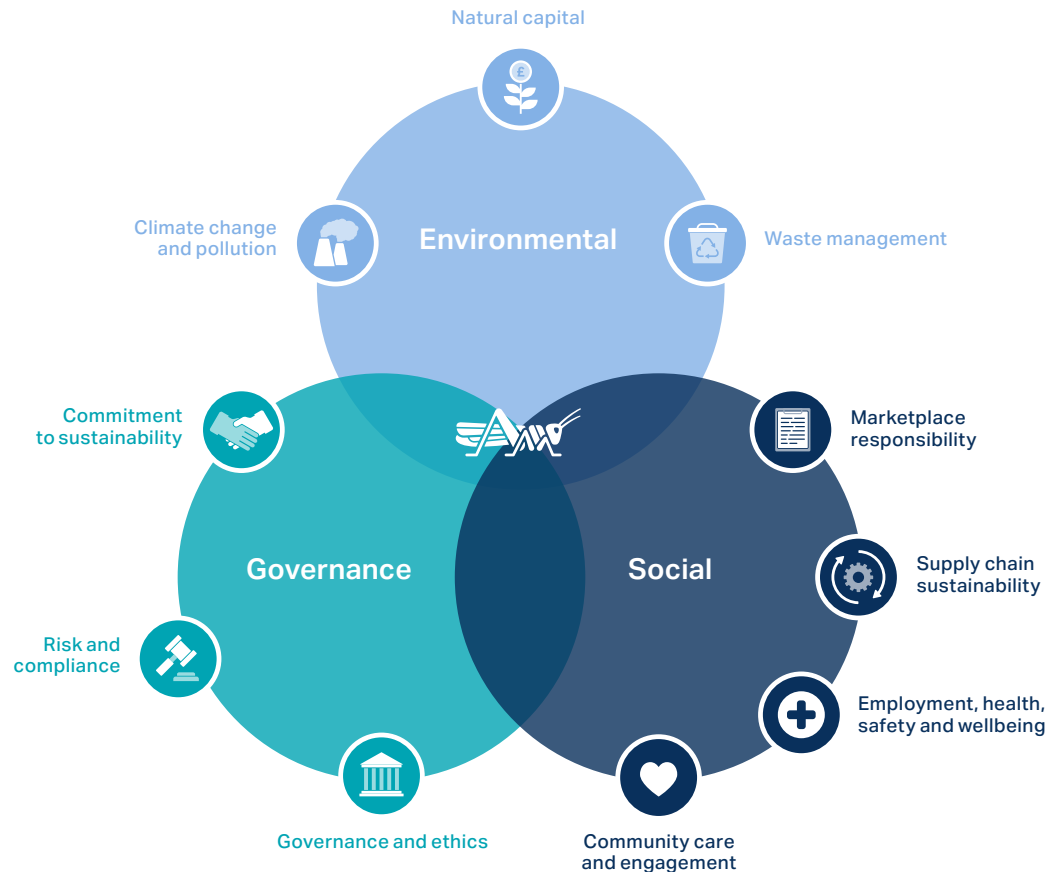 Natural capital
£
Climate change
and pollution
Environmental
Waste management
Commitment
to sustainability
Marketplace
responsibility
Governance
Social
Supply chain
sustainability
Risk and
compliance
Employment, health,
safety and wellbeing
Governance and ethics
Community care
and engagement